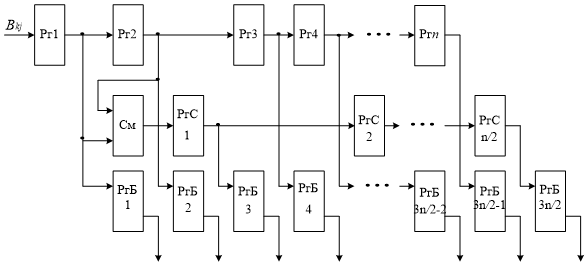 B_kj
Рг1 Рг2 Рг3 Рг4 • • • Ргn
См РгС 1 РгС 2 • • • РгС n/2
РгБ 1 РгБ 2 РгБ 3 РгБ 4 • • • РгБ 3n/2-2 РгБ 3n/2-1 РгБ 3n/2